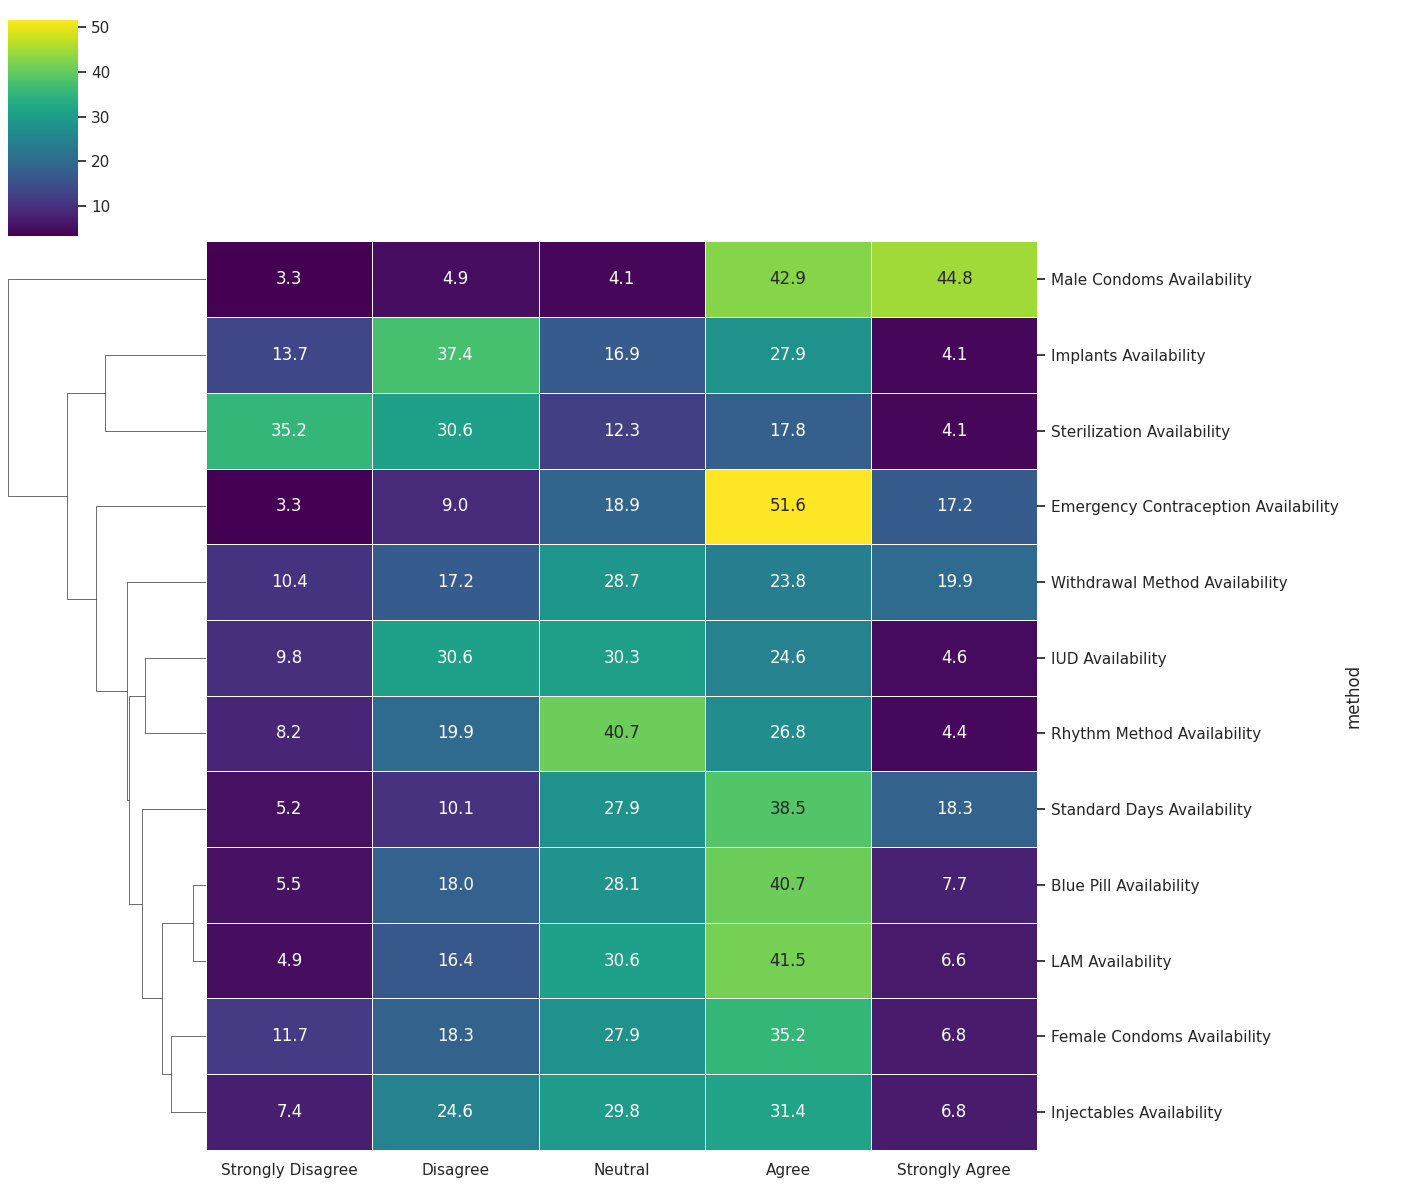 50
40
30
20
10
3.3 4.9 4.1 42.9 44.8 Male Condoms Availability
13.7 37.4 16.9 27.9 4.1 Implants Availability
35.2 30.6 12.3 17.8 4.1 Sterilization Availability
3.3 9.0 18.9 51.6 17.2 Emergency Contraception Availability
10.4 17.2 28.7 23.8 19.9 Withdrawal Method Availability
9.8 30.6 30.3 24.6 4.6 IUD Availability
8.2 19.9 40.7 26.8 4.4 Rhythm Method Availability
5.2 10.1 27.9 38.5 18.3 Standard Days Availability
5.5 18.0 28.1 40.7 7.7 Blue Pill Availability
4.9 16.4 30.6 41.5 6.6 LAM Availability
11.7 18.3 27.9 35.2 6.8 Female Condoms Availability
7.4 24.6 29.8 31.4 6.8 Injectables Availability
method
Strongly Disagree Disagree Neutral Agree Strongly Agree